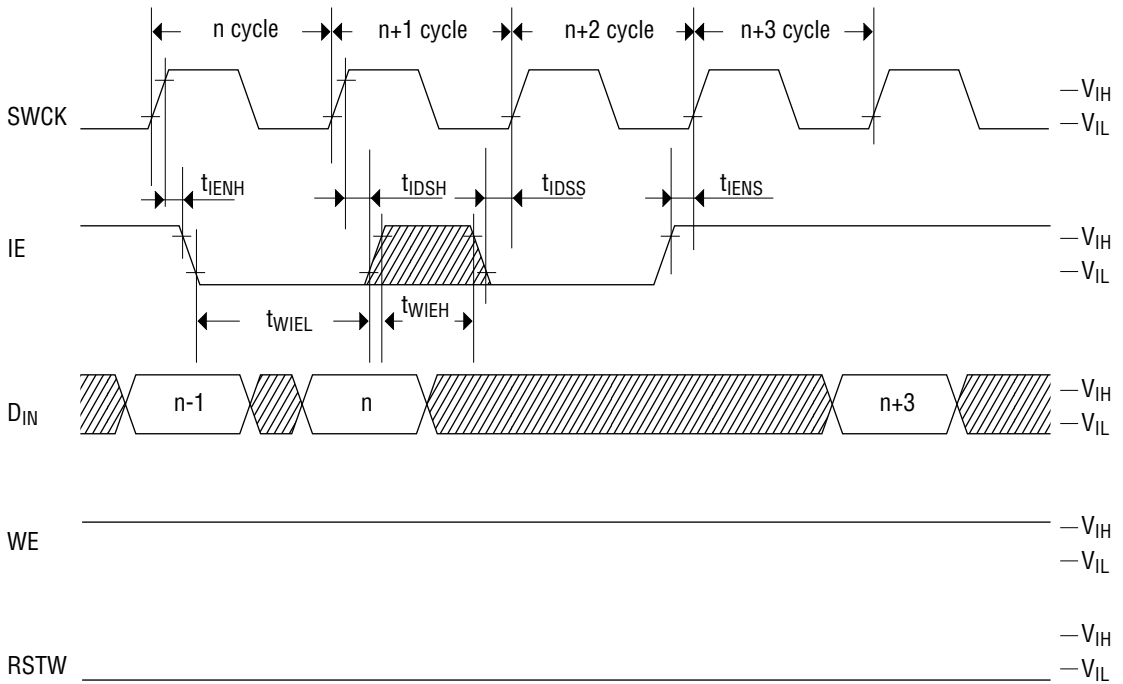 n cycle n+1 cycle n+2 cycle n+3 cycle
SWCK
VIH
VIL
tIENH tIDSH tIDSS tIENS
IE
VIH
VIL
tWIEL tWIEH
DIN
n-1 n n+3
VIH
VIL
WE
VIH
VIL
RSTW
VIH
VIL